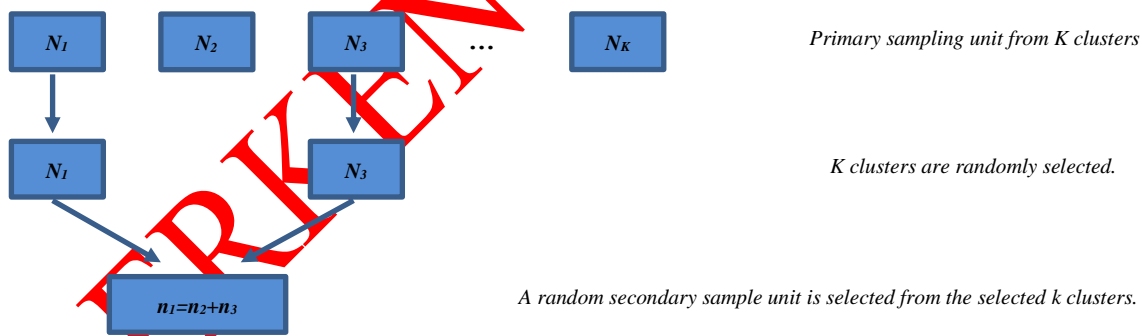 N1 N2 N3 ... NK Primary sampling unit from K clusters
N1 N3 K clusters are randomly selected.
n1=n2+n3 A random secondary sample unit is selected from the selected k clusters.